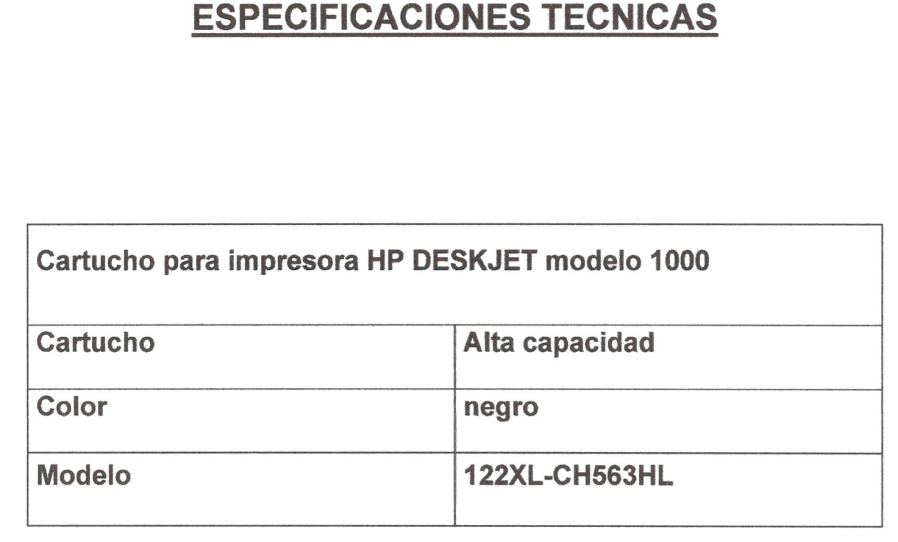 ESPECIFICACIONES TECNICAS
Cartucho para impresora HP DESKJET modelo 1000
Cartucho Alta capacidad
Color negro
Modelo 122XL-CH563HL